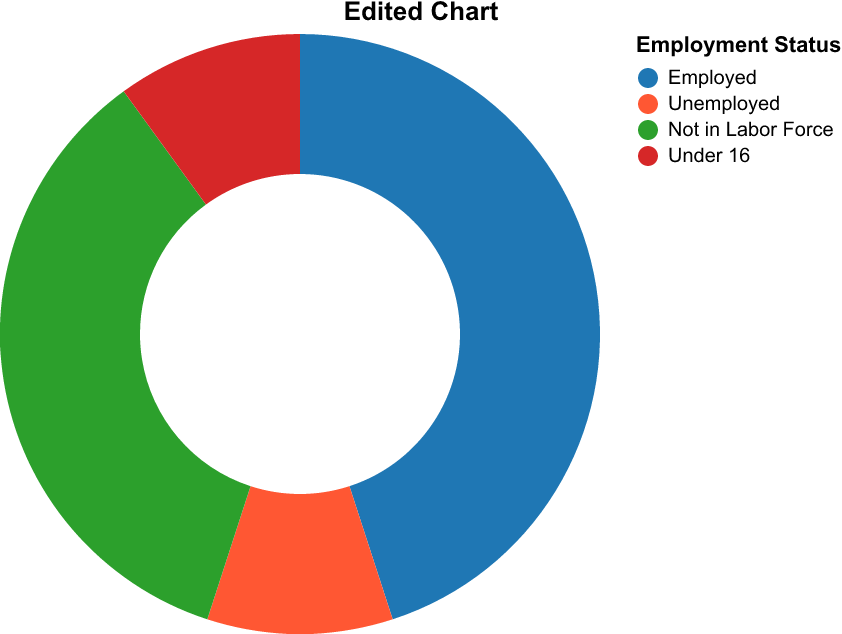 Edited Chart
Employment Status
Employed
Unemployed
Not in Labor Force
Under 16